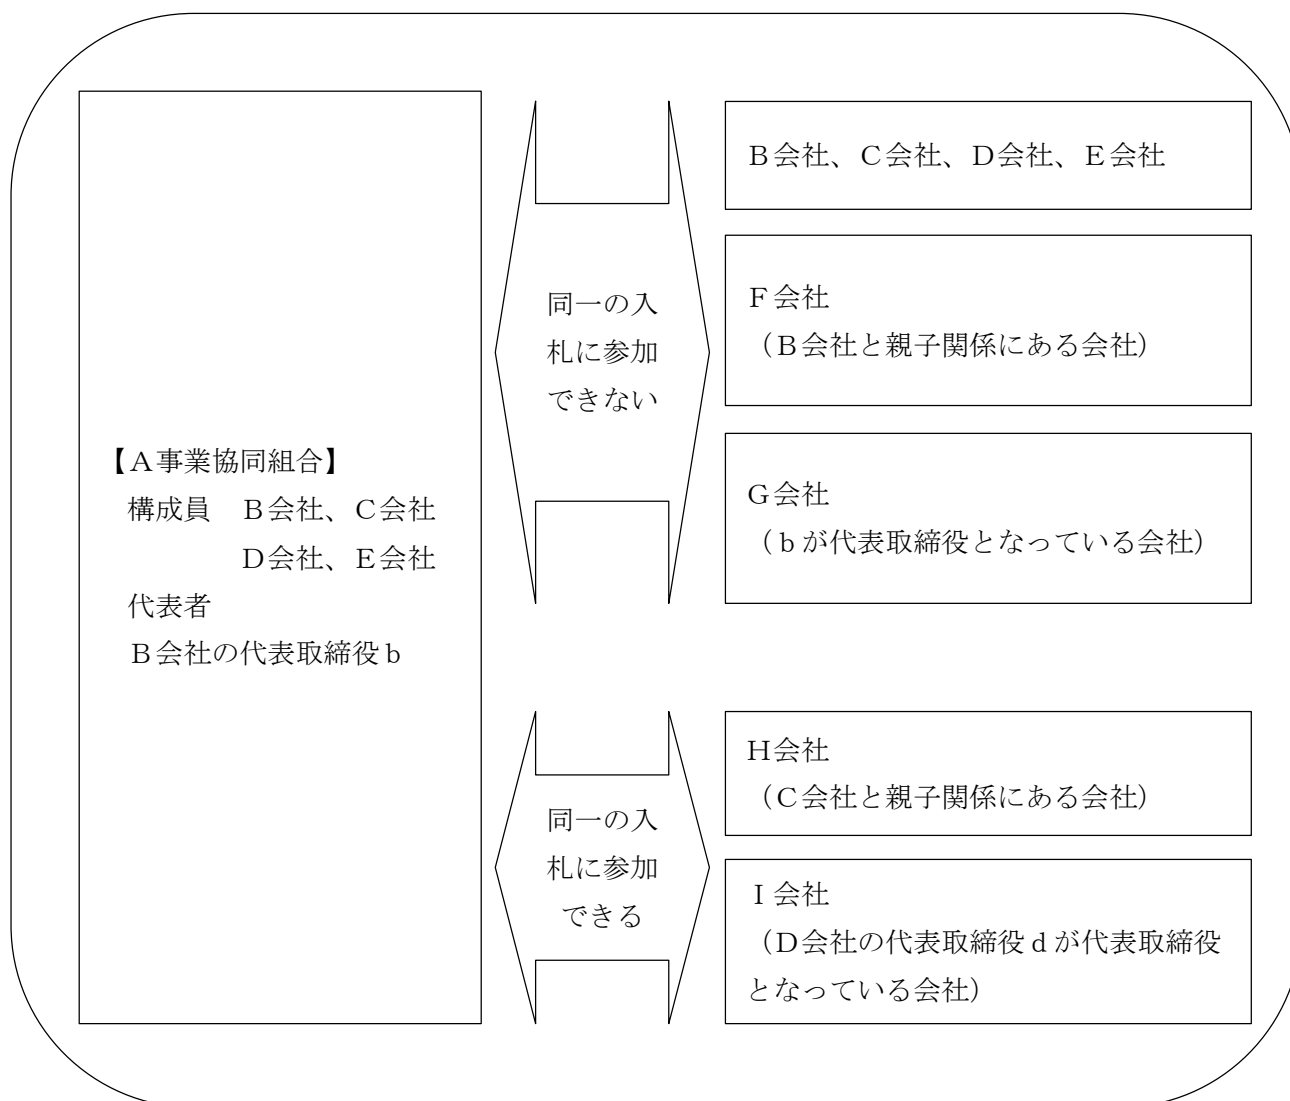 【Ａ事業協同組合】
構成員　Ｂ会社、Ｃ会社
Ｄ会社、Ｅ会社
代表者
Ｂ会社の代表取締役ｂ
同一の入
札に参加
できない
Ｂ会社、Ｃ会社、Ｄ会社、Ｅ会社
Ｆ会社
（Ｂ会社と親子関係にある会社）
Ｇ会社
（ｂが代表取締役となっている会社）
同一の入
札に参加
できる
Ｈ会社
（Ｃ会社と親子関係にある会社）
Ｉ会社
（Ｄ会社の代表取締役ｄが代表取締役
となっている会社）